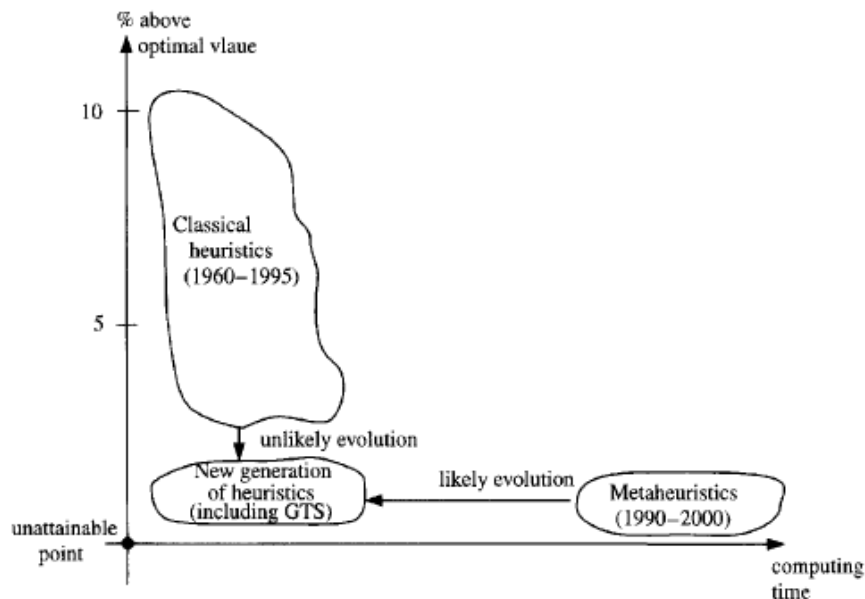 % above
optimal vlaue
10
Classical
heuristics
(1960–1995)
5
unlikely evolution
New generation
of heuristics
(including GTS)
likely evolution
Metaheuristics
(1990–2000)
unattainable
point
computing
time